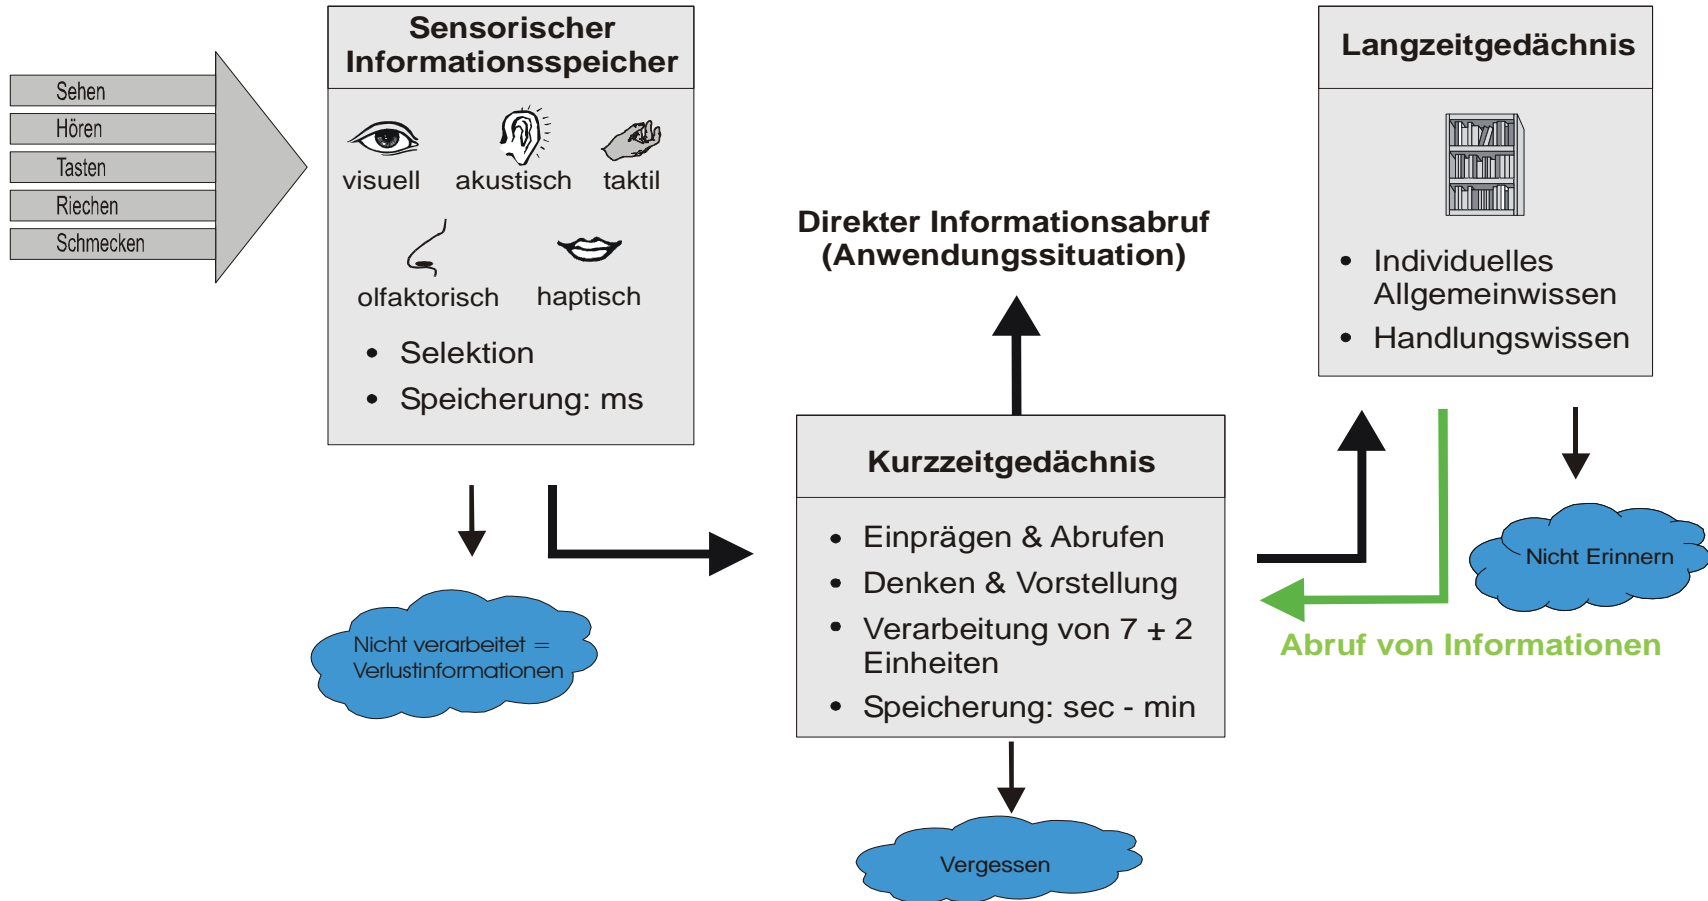 Sehen
Hören
Tasten
Riechen
Schmecken
Sensorischer
Informationsspeicher
visuell akustisch taktil
olfaktorisch haptisch
• Selektion
• Speicherung: ms
Nicht verarbeitet =
Verlustinformationen
Direkter Informationsabruf
(Anwendungssituation)
Kurzzeitgedächnis
• Einprägen & Abrufen
• Denken & Vorstellung
• Verarbeitung von 7 ± 2
Einheiten
• Speicherung: sec - min
Vergessen
Langzeitgedächnis
• Individuelles
Allgemeinwissen
• Handlungswissen
Nicht Erinnern
Abruf von Informationen